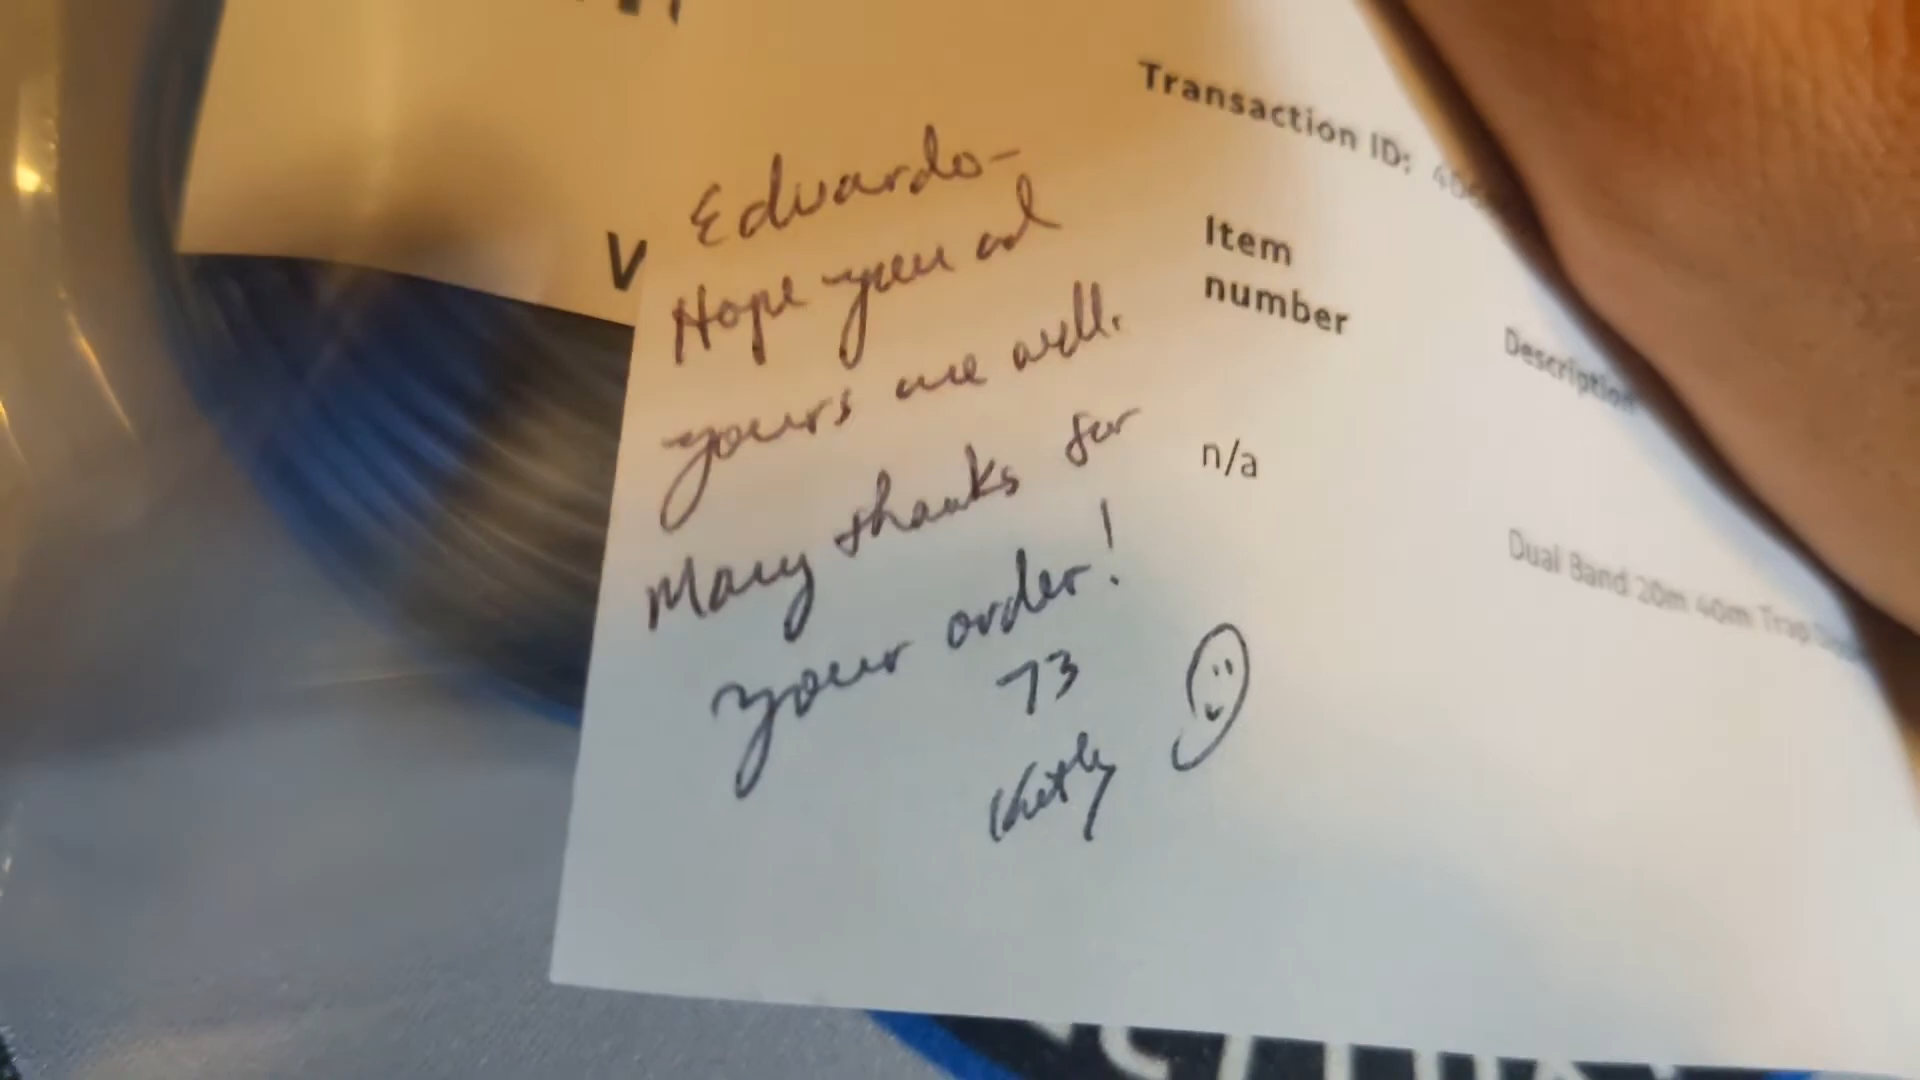 Transaction ID:
Eduardo-
Hope you and
yours are well.
Many thanks for
your order!
73
Kathy
Item
number
Description
n/a
Dual Band 20m 40m Trap
V